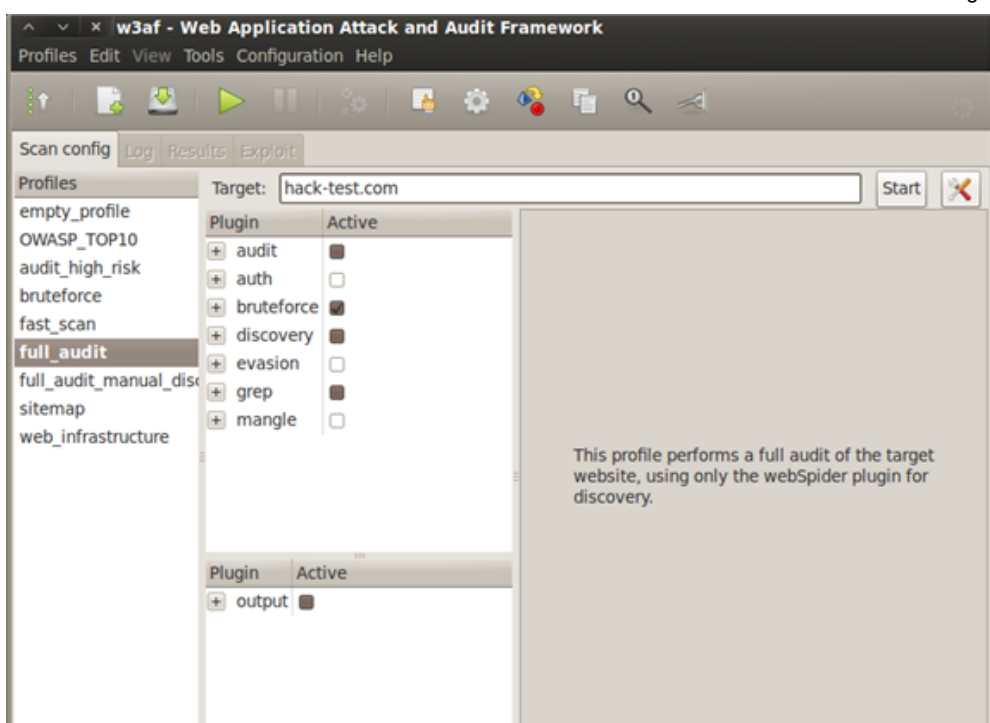 w3af - Web Application Attack and Audit Framework
Profiles Edit View Tools Configuration Help
Scan config Log Results Exploit
Profiles
empty_profile
OWASP_TOP10
audit_high_risk
bruteforce
fast_scan
full_audit
full_audit_manual_disc
sitemap
web_infrastructure
Target: hack-test.com Start
Plugin Active
audit
auth
bruteforce
discovery
evasion
grep
mangle
Plugin Active
output
This profile performs a full audit of the target
website, using only the webSpider plugin for
discovery.